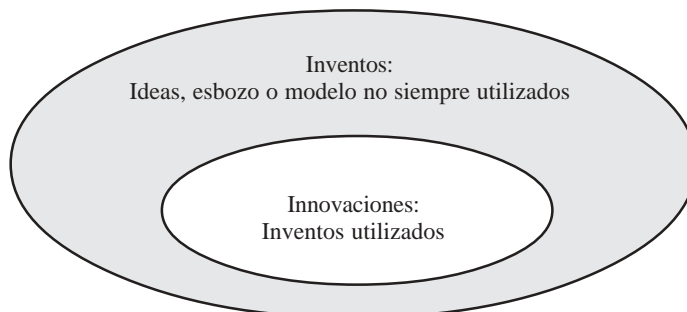 Inventos:
Ideas, esbozo o modelo no siempre utilizados
Innovaciones:
Inventos utilizados